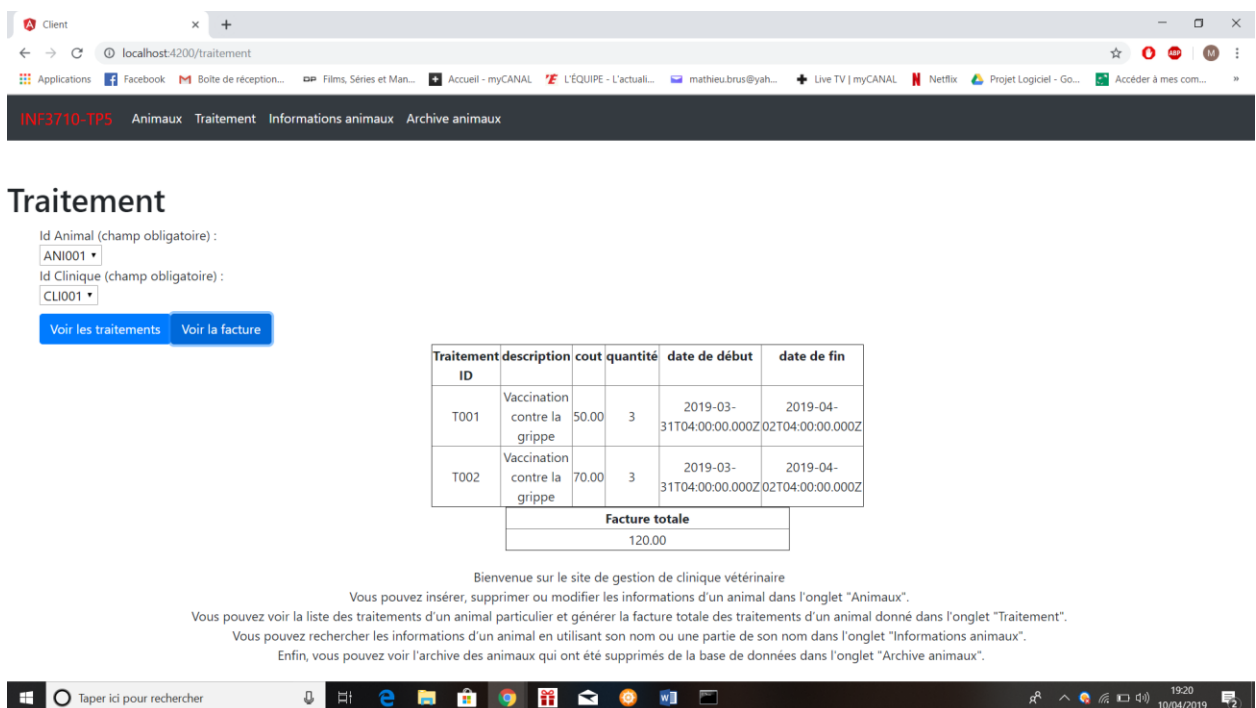 Client
localhost:4200/traitement
Applications Facebook Boîte de réception... Films, Séries et Man... Accueil - myCANAL L'ÉQUIPE - L'actuali... mathieu.brus@yah... Live TV | myCANAL Netflix Projet Logiciel - Go... Accéder à mes com... »
INF3710-TP5 Animaux Traitement Informations animaux Archive animaux
Traitement
Id Animal (champ obligatoire) :
ANI001
Id Clinique (champ obligatoire) :
CLI001
Voir les traitements Voir la facture
Traitement description cout quantité date de début date de fin
ID
Vaccination
T001 contre la 50.00 3 2019-03- 2019-04-
grippe 31T04:00:00.000Z 02T04:00:00.000Z
Vaccination
T002 contre la 70.00 3 2019-03- 2019-04-
grippe 31T04:00:00.000Z 02T04:00:00.000Z
Facture totale
120.00
Bienvenue sur le site de gestion de clinique vétérinaire
Vous pouvez insérer, supprimer ou modifier les informations d'un animal dans l'onglet "Animaux".
Vous pouvez voir la liste des traitements d'un animal particulier et générer la facture totale des traitements d'un animal donné dans l'onglet "Traitement".
Vous pouvez rechercher les informations d'un animal en utilisant son nom ou une partie de son nom dans l'onglet "Informations animaux".
Enfin, vous pouvez voir l'archive des animaux qui ont été supprimés de la base de données dans l'onglet "Archive animaux".
Taper ici pour rechercher
19:20
10/04/2019